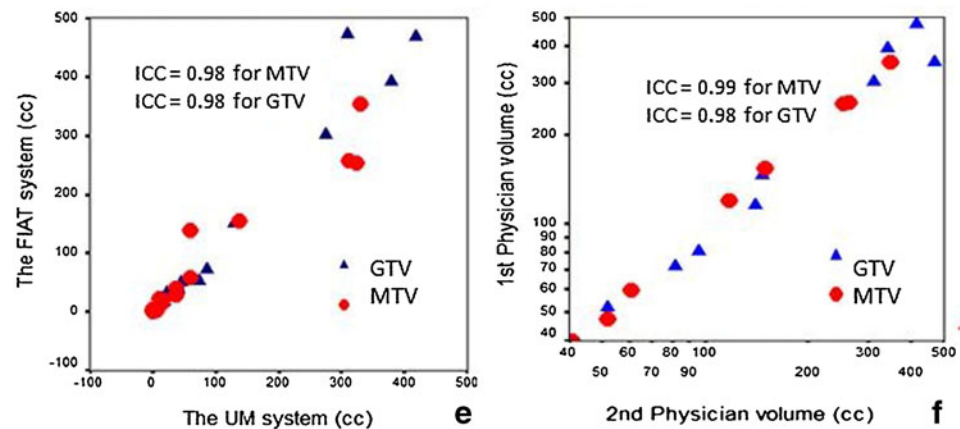 500
400
300
200
100
0
-100
The FIAT system (cc)
ICC = 0.98 for MTV
ICC = 0.98 for GTV
GTV
MTV
-100 0 100 200 300 400 500
The UM system (cc)
e
500
400
300
200
100
90
80
70
60
50
40
1st Physician volume (cc)
ICC = 0.99 for MTV
ICC = 0.98 for GTV
GTV
MTV
40 60 100 200 300 500
50 70 90 400
2nd Physician volume (cc)
f